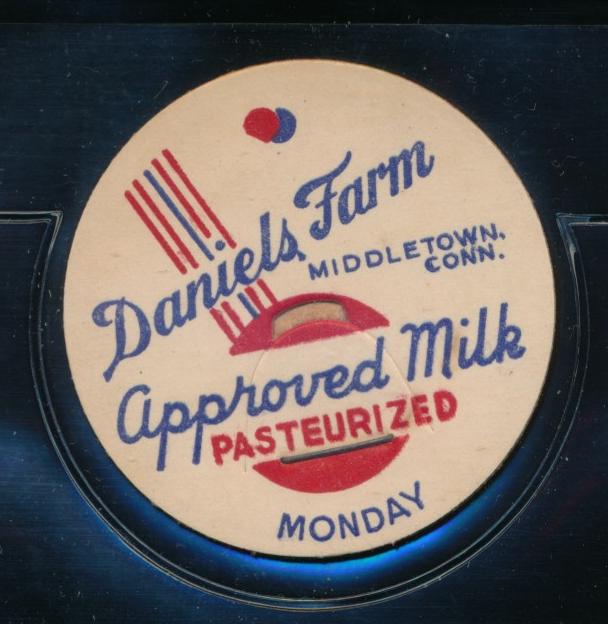 Daniels Farm
MIDDLETOWN,
CONN.
Approved Milk
PASTEURIZED
MONDAY